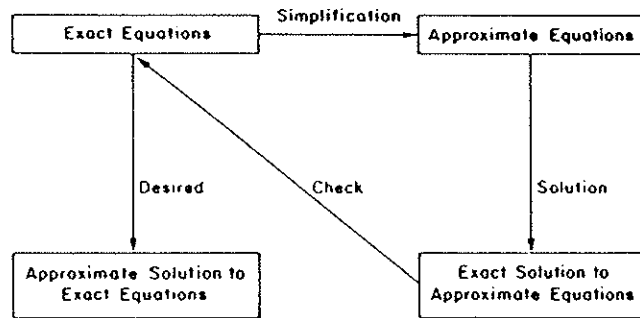 Simplification
Exact Equations
Approximate Equations
Desired
Check
Solution
Approximate Solution to
Exact Equations
Exact Solution to
Approximate Equations